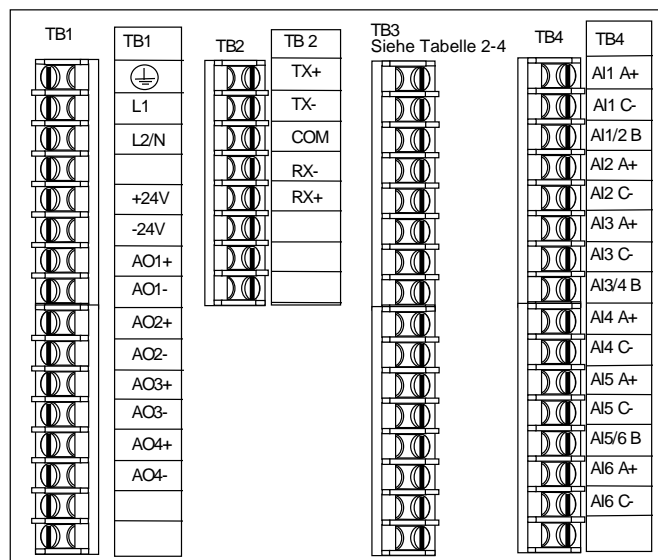 TB1
TB1
L1
L2/N
+24V
-24V
AO1+
AO1-
AO2+
AO2-
AO3+
AO3-
AO4+
AO4-
TB2
TB 2
TX+
TX-
COM
RX-
RX+
TB3
Siehe Tabelle 2-4
TB4
TB4
AI1 A+
AI1 C-
AI1/2 B
AI2 A+
AI2 C-
AI3 A+
AI3 C-
AI3/4 B
AI4 A+
AI4 C-
AI5 A+
AI5 C-
AI5/6 B
AI6 A+
AI6 C-